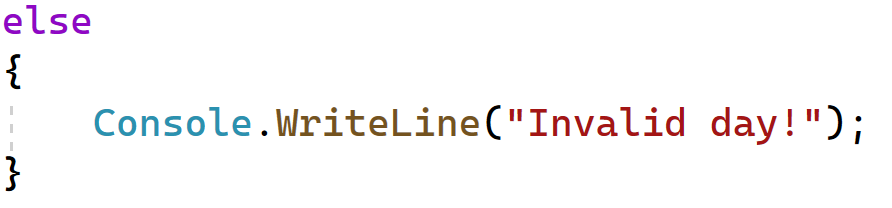 else
{
    Console.WriteLine("Invalid day!");
}